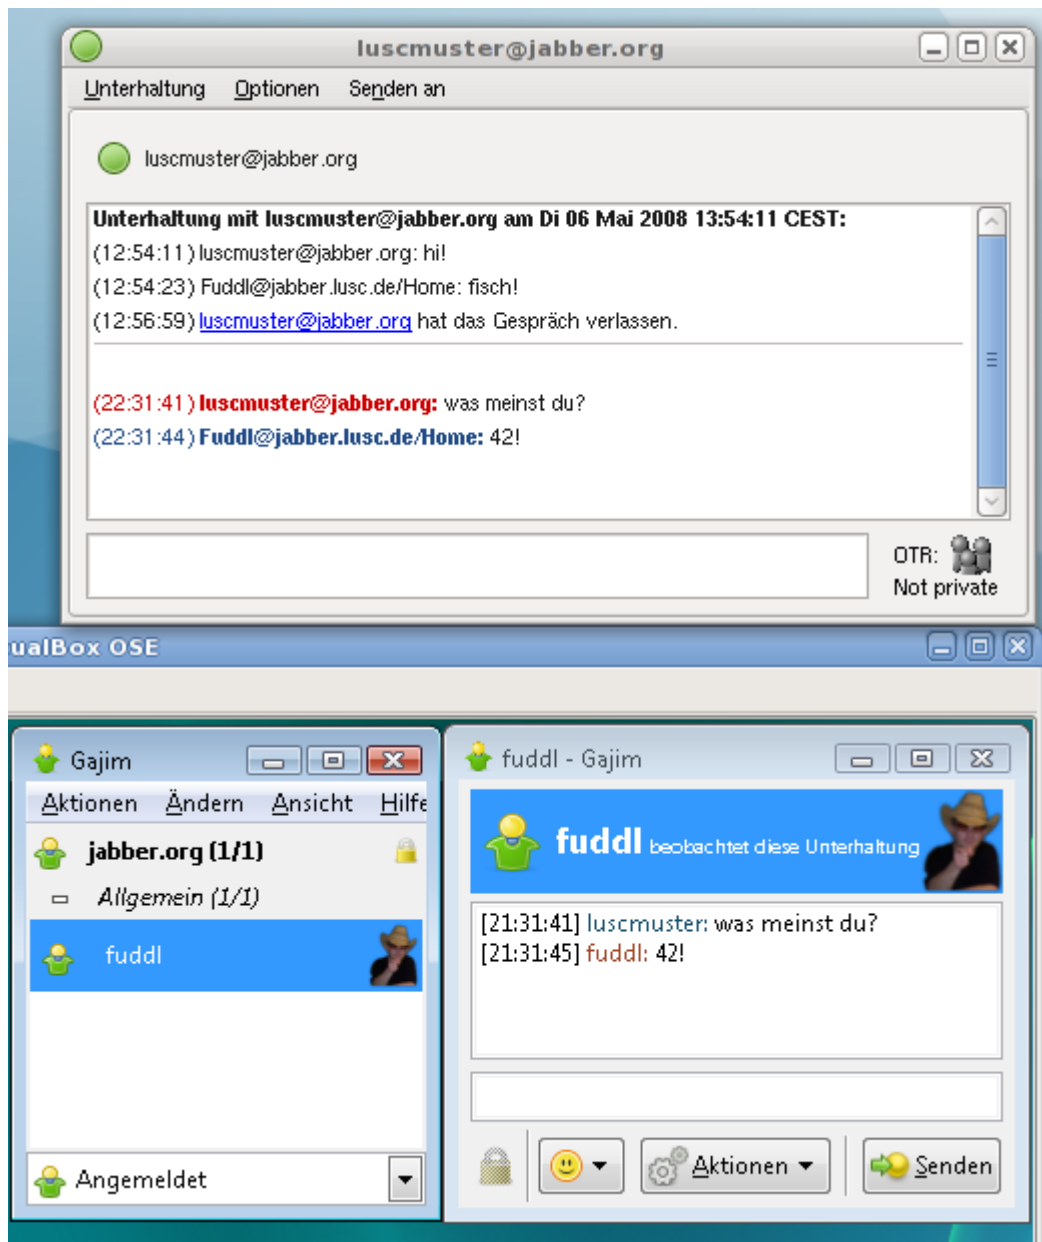 luscmuster@jabber.org
Unterhaltung Optionen Senden an
luscmuster@jabber.org
Unterhaltung mit luscmuster@jabber.org am Di 06 Mai 2008 13:54:11 CEST:
(12:54:11) luscmuster@jabber.org: hi!
(12:54:23) Fuddl@jabber.lusc.de/Home: fisch!
(12:56:59) luscmuster@jabber.org hat das Gespräch verlassen.
(22:31:41) luscmuster@jabber.org: was meinst du?
(22:31:44) Fuddl@jabber.lusc.de/Home: 42!
OTR:
Not private
ualBox OSE
Gajim
Aktionen Ändern Ansicht Hilfe
jabber.org (1/1)
Allgemein (1/1)
fuddl
Angemeldet
fuddl - Gajim
fuddl beobachtet diese Unterhaltung
[21:31:41] luscmuster: was meinst du?
[21:31:45] fuddl: 42!
Aktionen Senden